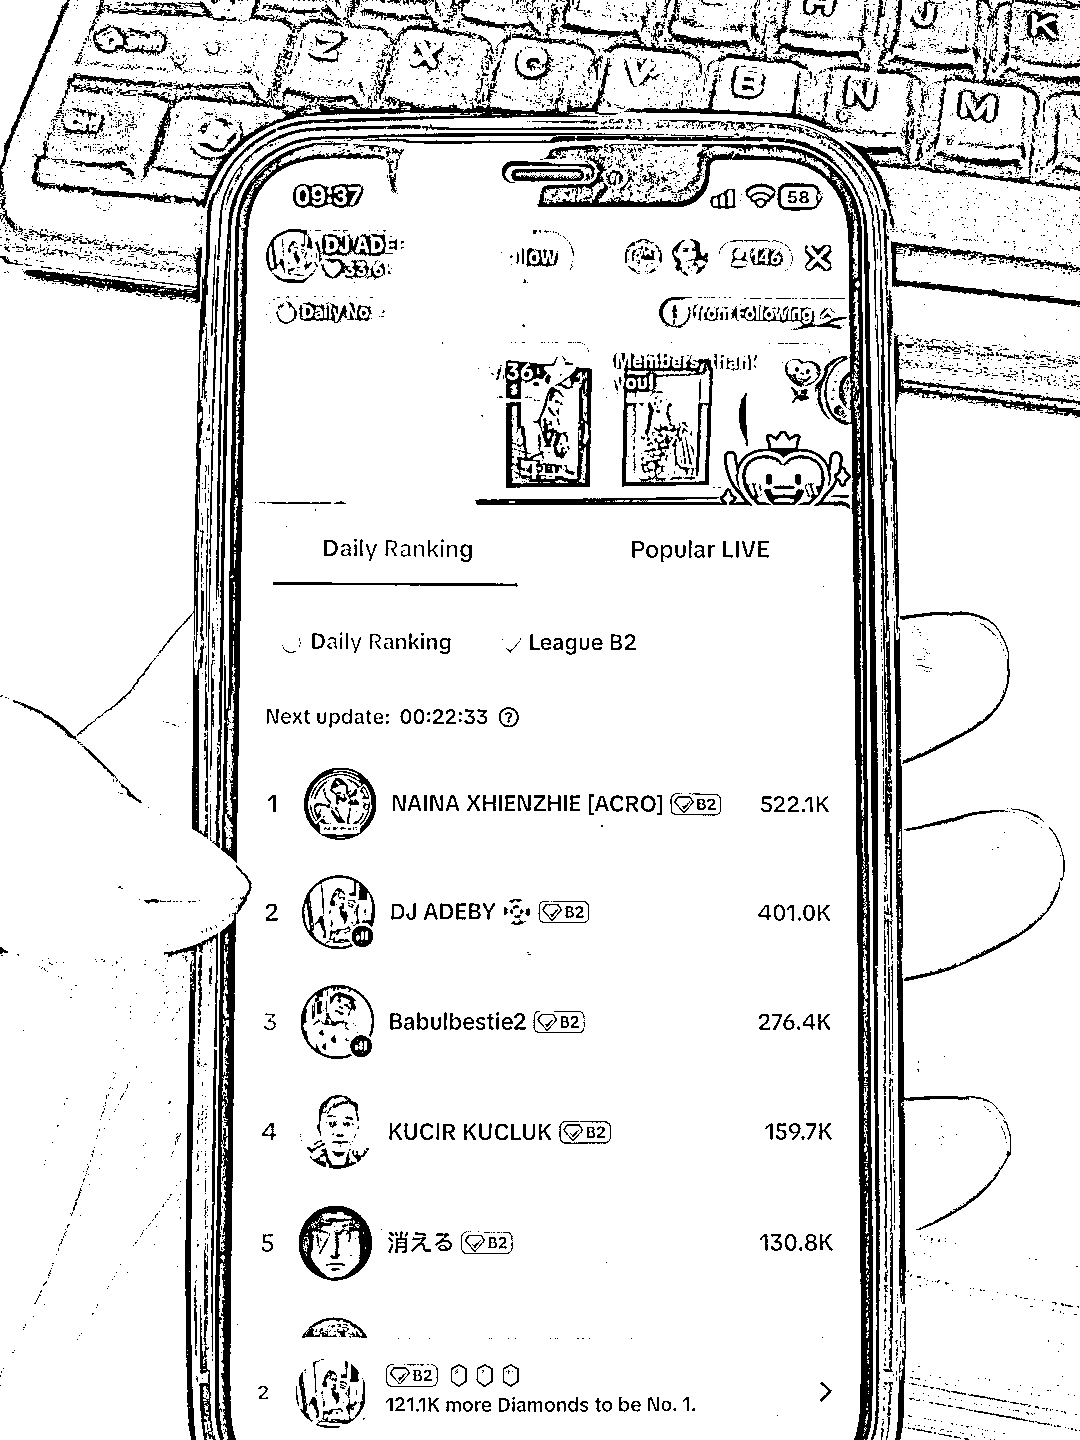 Z X C V B N M J K
09:37 58
DJ ADE
33.6
llow
146
Daily No
from Following
36
Members, thank
you!
Daily Ranking Popular LIVE
Daily Ranking League B2
Next update: 00:22:33 ?
1 NAINA XHIENZHIE [ACRO] B2 522.1K
2 DJ ADEBY B2 401.0K
3 Babulbestie2 B2 276.4K
4 KUCIR KUCLUK B2 159.7K
5 消える B2 130.8K
2 B2
121.1K more Diamonds to be No. 1.